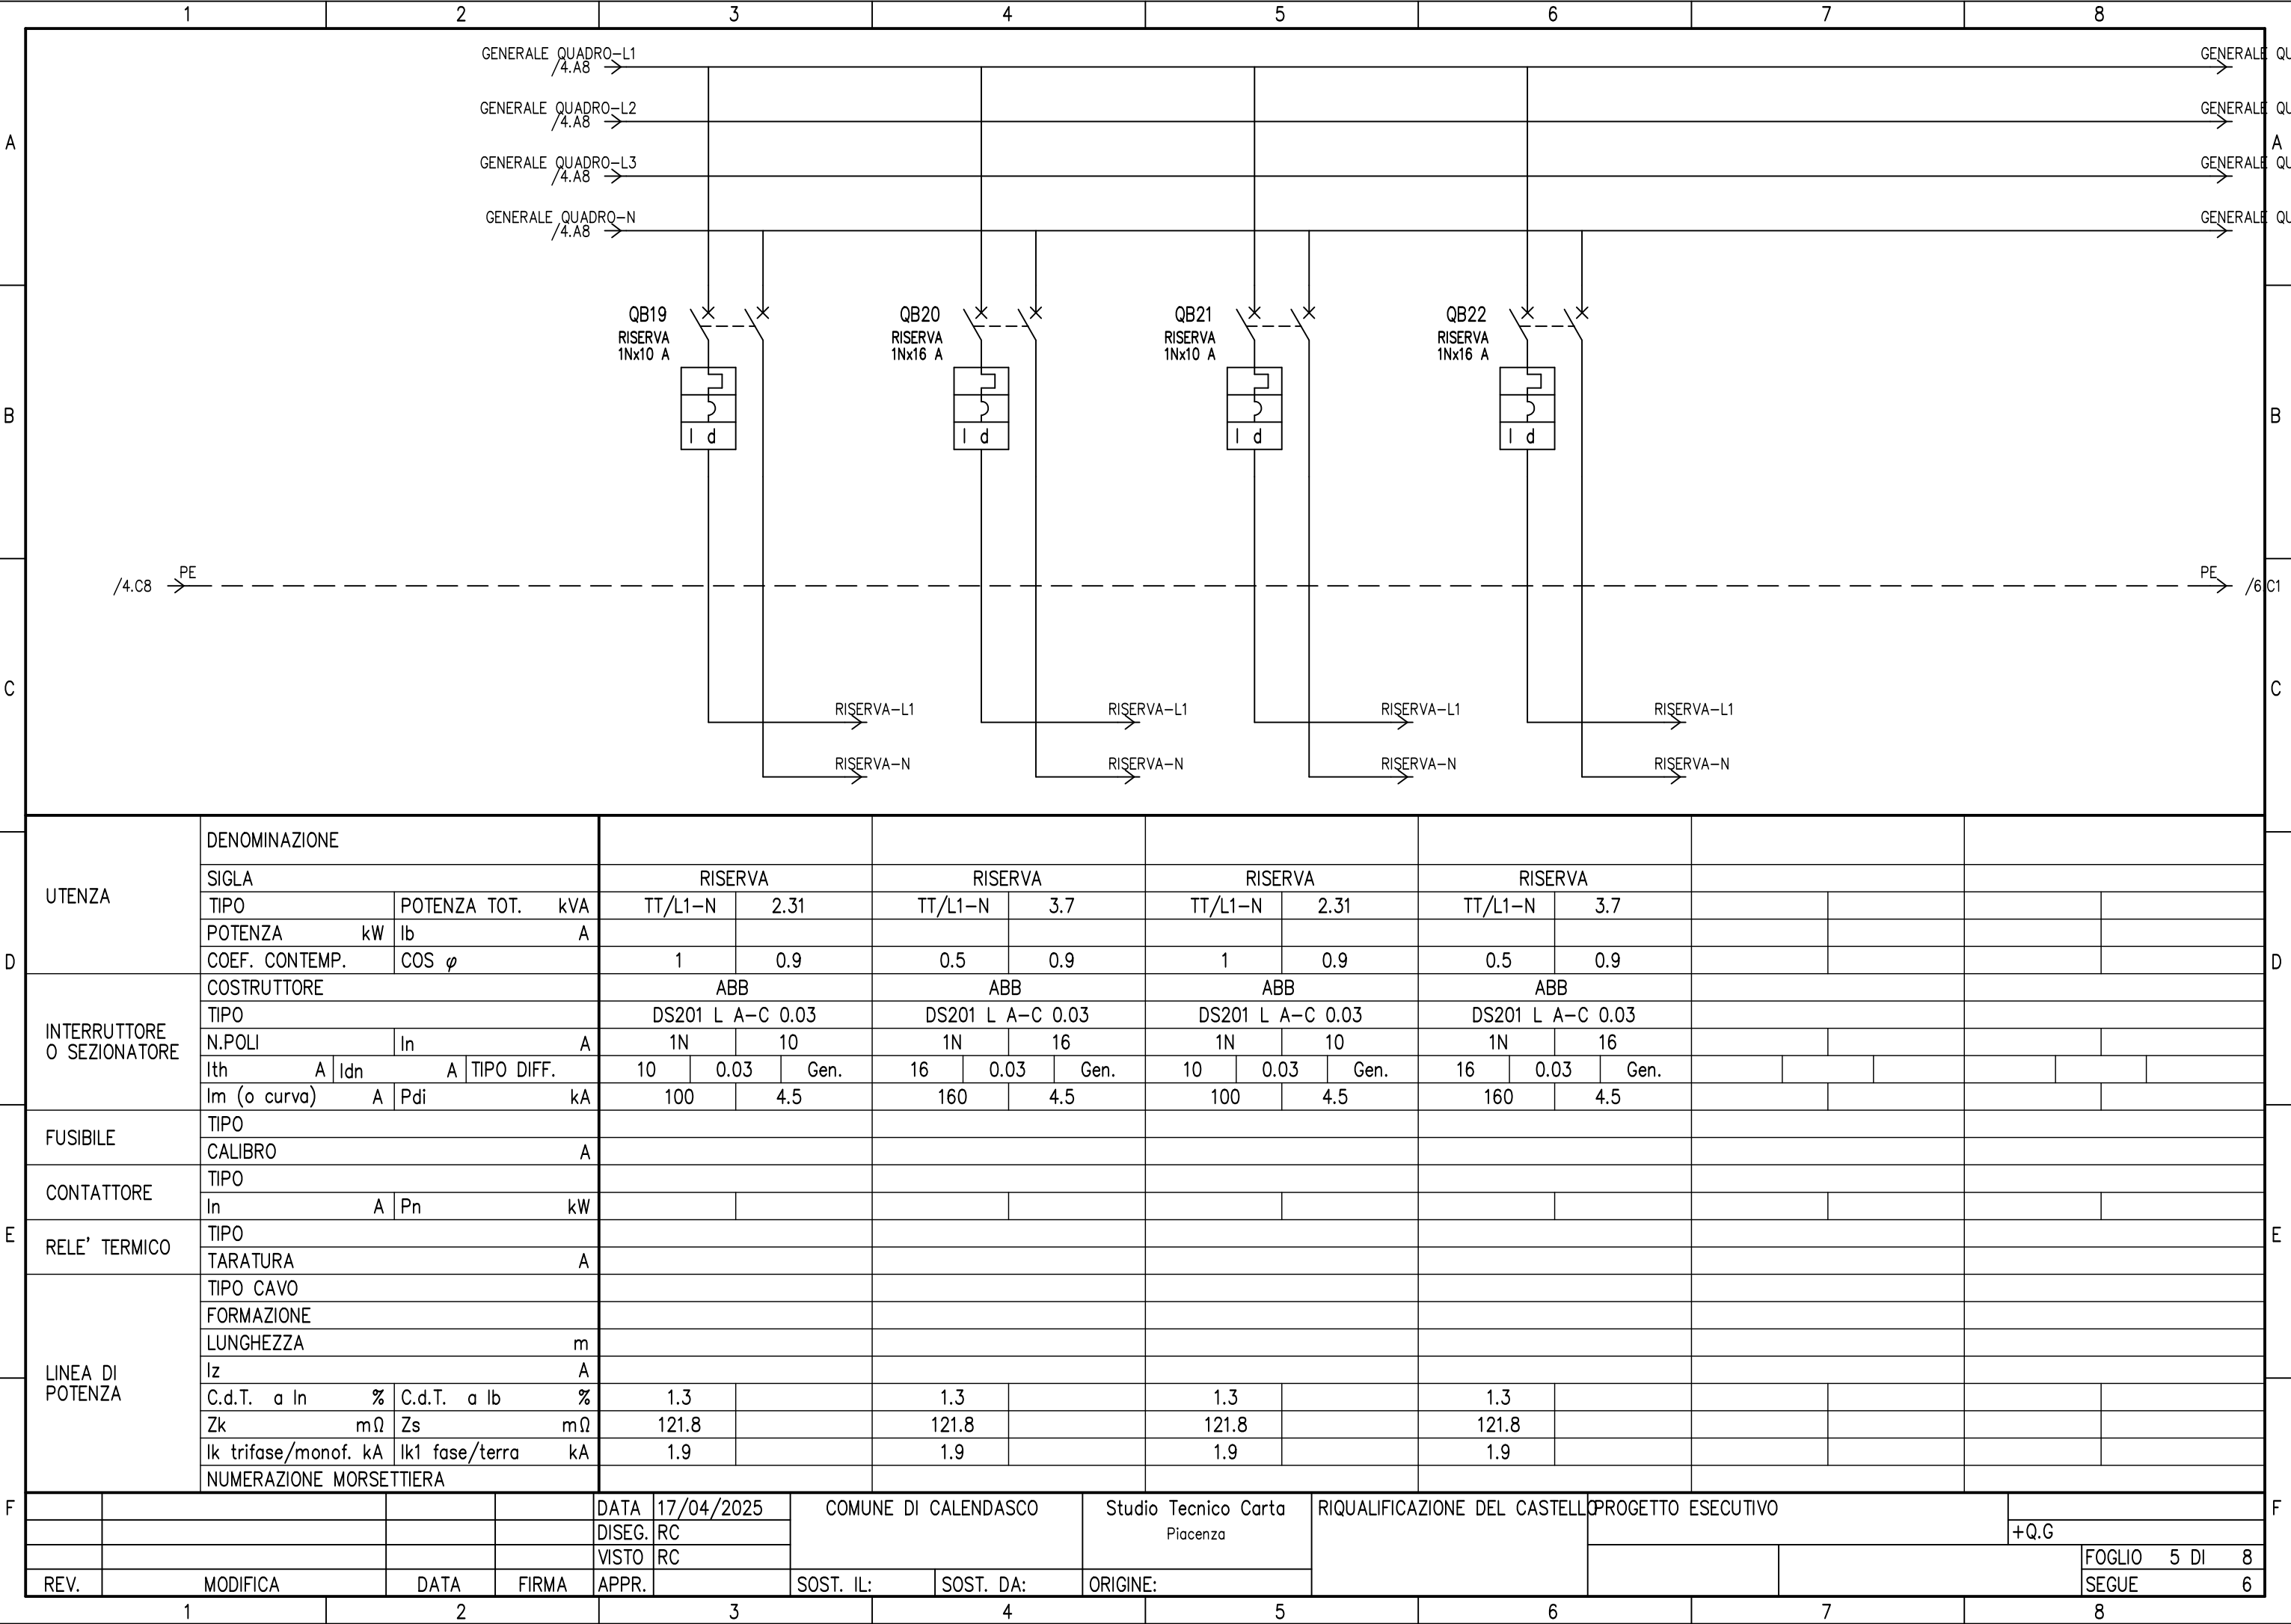 1 2 3 4 5 6 7 8
GENERALE QUADRO-L1
/4.A8
GENERALE QU
GENERALE QUADRO-L2
/4.A8
GENERALE QU
A A
GENERALE QUADRO-L3
/4.A8
GENERALE QU
GENERALE QUADRO-N
/4.A8
GENERALE QU
QB19 QB20 QB21 QB22
RISERVA RISERVA RISERVA RISERVA
1Nx10 A 1Nx16 A 1Nx10 A 1Nx16 A
B B
I d I d I d I d
PE PE
/4.C8 /6.C1
C C
RISERVA-L1 RISERVA-L1 RISERVA-L1 RISERVA-L1
RISERVA-N RISERVA-N RISERVA-N RISERVA-N
UTENZA
DENOMINAZIONE
SIGLA RISERVA RISERVA RISERVA RISERVA
TIPO POTENZA TOT. kVA TT/L1-N 2.31 TT/L1-N 3.7 TT/L1-N 2.31 TT/L1-N 3.7
POTENZA kW Ib A
D D
COEF. CONTEMP. COS φ 1 0.9 0.5 0.9 1 0.9 0.5 0.9
INTERRUTTORE
O SEZIONATORE
COSTRUTTORE ABB ABB ABB ABB
TIPO DS201 L A-C 0.03 DS201 L A-C 0.03 DS201 L A-C 0.03 DS201 L A-C 0.03
N.POLI In A 1N 10 1N 16 1N 10 1N 16
Ith A Idn A TIPO DIFF. 10 0.03 Gen. 16 0.03 Gen. 10 0.03 Gen. 16 0.03 Gen.
Im (o curva) A Pdi kA 100 4.5 160 4.5 100 4.5 160 4.5
FUSIBILE
TIPO
CALIBRO A
CONTATTORE
TIPO
In A Pn kW
E E
RELE' TERMICO
TIPO
TARATURA A
LINEA DI
POTENZA
TIPO CAVO
FORMAZIONE
LUNGHEZZA m
Iz A
C.d.T. a In % C.d.T. a Ib % 1.3 1.3 1.3 1.3
Zk mΩ Zs mΩ 121.8 121.8 121.8 121.8
Ik trifase/monof. kA Ik1 fase/terra kA 1.9 1.9 1.9 1.9
NUMERAZIONE MORSETTIERA
F F
DATA 17/04/2025 COMUNE DI CALENDASCO Studio Tecnico Carta RIQUALIFICAZIONE DEL CASTELLO PROGETTO ESECUTIVO
DISEG. RC Piacenza +Q.G
VISTO RC FOGLIO 5 DI 8
REV. MODIFICA DATA FIRMA APPR. SOST. IL: SOST. DA: ORIGINE: SEGUE 6
1 2 3 4 5 6 7 8